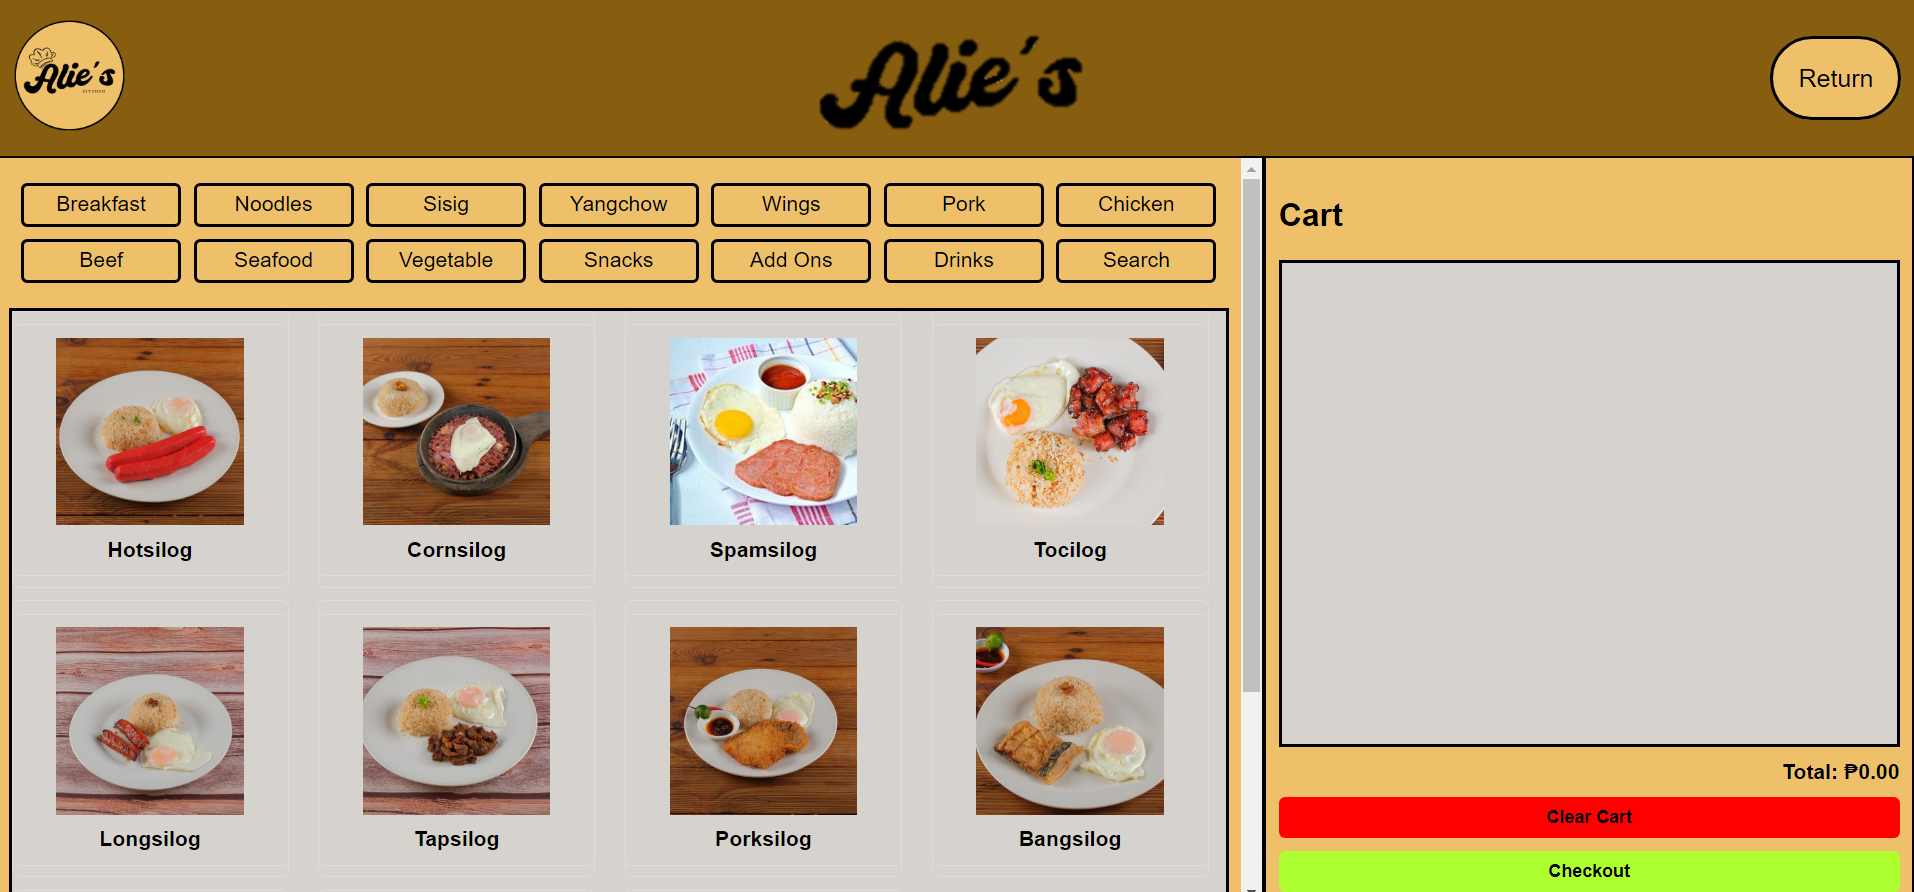 Alie's
KITCHEN
Alie's
Return
Breakfast Noodles Sisig Yangchow Wings Pork Chicken
Beef Seafood Vegetable Snacks Add Ons Drinks Search
Hotsilog Cornsilog Spamsilog Tocilog
Longsilog Tapsilog Porksilog Bangsilog
Cart
Total: ₱0.00
Clear Cart
Checkout